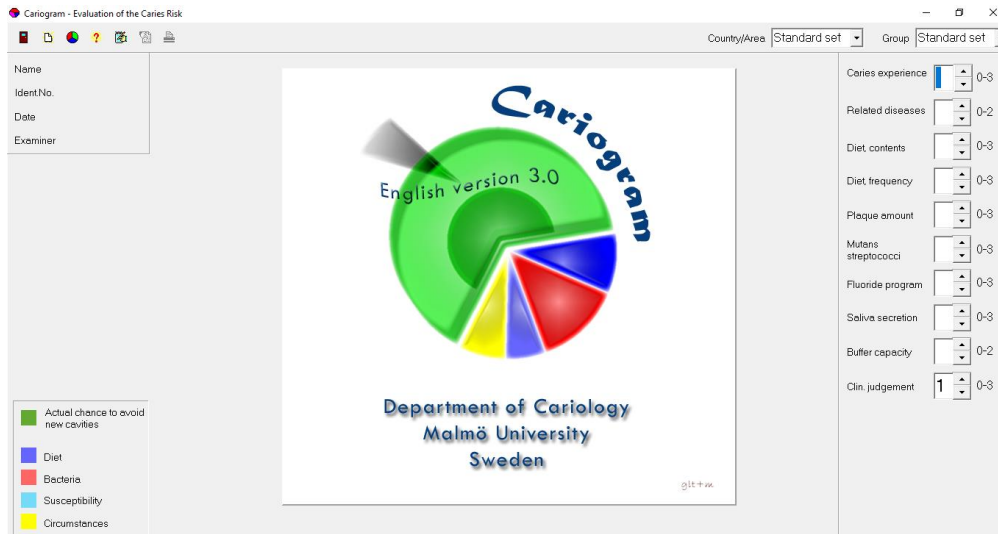 Cariogram - Evaluation of the Caries Risk
Country/Area Standard set Group Standard set
Name
Ident.No.
Date
Examiner
Cariogram
English version 3.0
Department of Cariology
Malmö University
Sweden
glt+m
Actual chance to avoid
new cavities
Diet
Bacteria
Susceptibility
Circumstances
Caries experience 0-3
Related diseases 0-2
Diet, contents 0-3
Diet, frequency 0-3
Plaque amount 0-3
Mutans
streptococci 0-3
Fluoride program 0-3
Saliva secretion 0-3
Buffer capacity 0-2
Clin. judgement 1 0-3